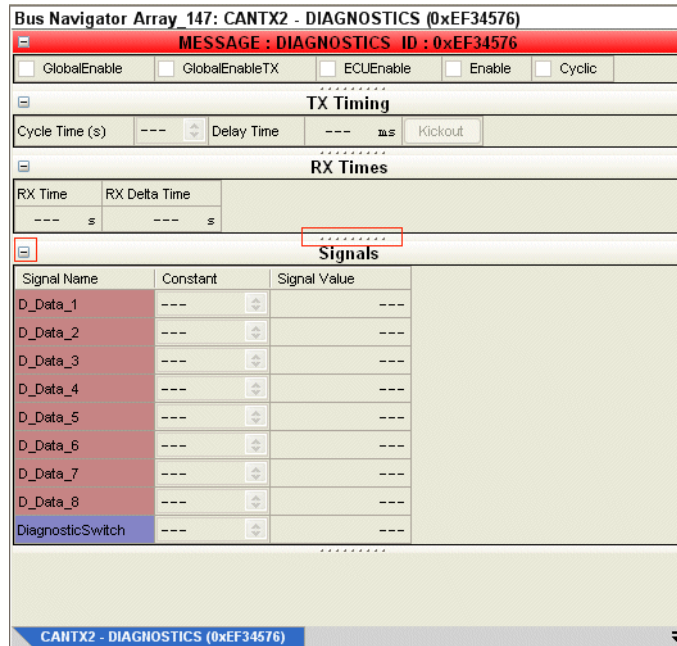 Bus Navigator Array_147: CANTX2 - DIAGNOSTICS (0xEF34576)
MESSAGE : DIAGNOSTICS ID : 0xEF34576
GlobalEnable GlobalEnableTX ECUEnable Enable Cyclic
TX Timing
Cycle Time (s) --- Delay Time --- ms Kickout
RX Times
RX Time RX Delta Time
--- s --- s
Signals
Signal Name Constant Signal Value
D_Data_1 --- ---
D_Data_2 --- ---
D_Data_3 --- ---
D_Data_4 --- ---
D_Data_5 --- ---
D_Data_6 --- ---
D_Data_7 --- ---
D_Data_8 --- ---
DiagnosticSwitch --- ---
CANTX2 - DIAGNOSTICS (0xEF34576)